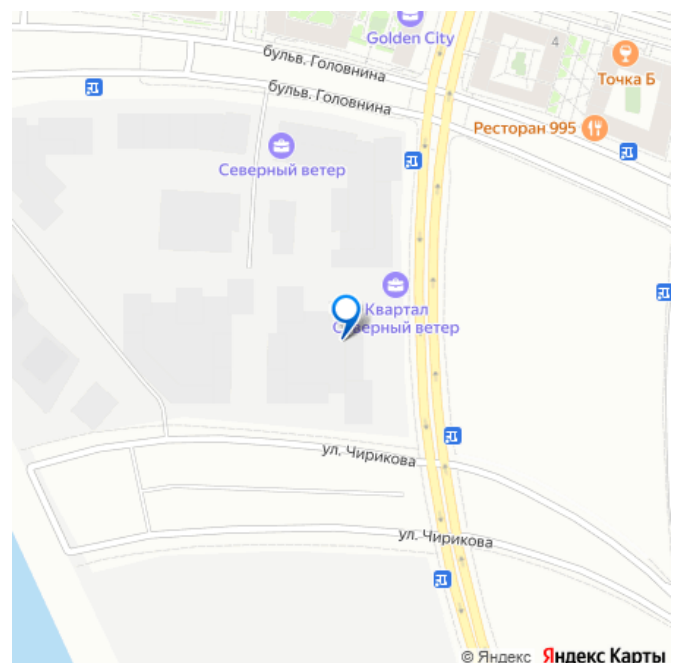 Golden City
4
бульв. Головнина
Точка Б
бульв. Головнина
Ресторан 995
Северный ветер
Квартал
Северный ветер
ул. Чирикова
ул. Чирикова
© Яндекс Яндекс Карты